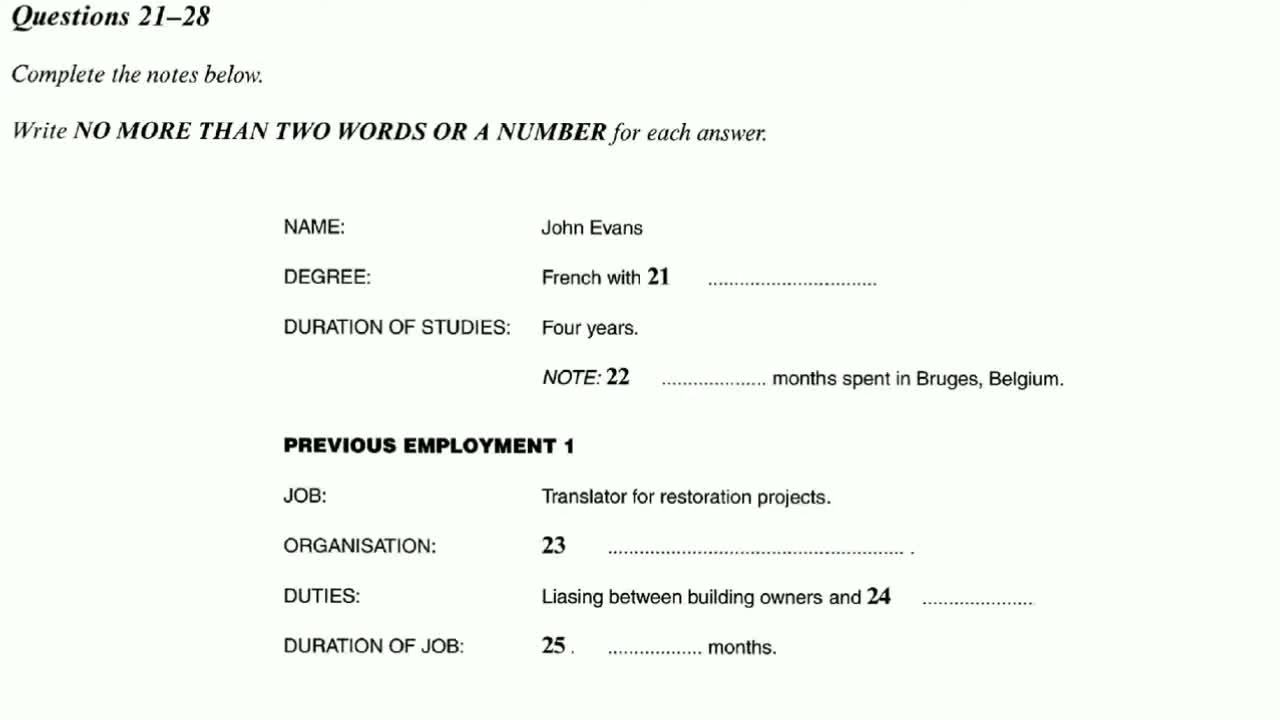 Questions 21–28
Complete the notes below.
Write NO MORE THAN TWO WORDS OR A NUMBER for each answer.
NAME: John Evans
DEGREE: French with 21 ................................
DURATION OF STUDIES: Four years.
NOTE: 22 .................... months spent in Bruges, Belgium.
PREVIOUS EMPLOYMENT 1
JOB: Translator for restoration projects.
ORGANISATION: 23 ......................................................... .
DUTIES: Liasing between building owners and 24 .....................
DURATION OF JOB: 25 . .................. months.